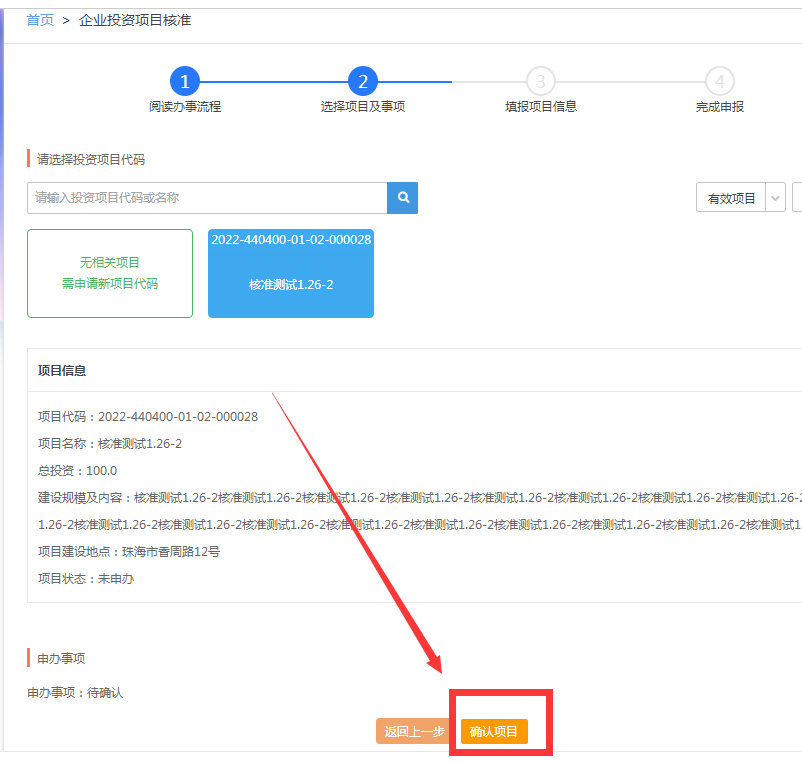 首页 > 企业投资项目核准
1 2 3 4
阅读办事流程 选择项目及事项 填报项目信息 完成申报
请选择投资项目代码
请输入投资项目代码或名称 有效项目
无相关项目
需申请新项目代码
2022-440400-01-02-000028
核准测试1.26-2
项目信息
项目代码：2022-440400-01-02-000028
项目名称：核准测试1.26-2
总投资：100.0
建设规模及内容：核准测试1.26-2核准测试1.26-2核准测试1.26-2核准测试1.26-2核准测试1.26-2核准测试1.26-2核准测试1.26-2核准测试1.26-2
1.26-2核准测试1.26-2核准测试1.26-2核准测试1.26-2核准测试1.26-2核准测试1.26-2核准测试1.26-2核准测试1.26-2核准测试1.26-2核准测试1.
项目建设地点：珠海市香周路12号
项目状态：未申办
申办事项
申办事项：待确认
返回上一步 确认项目